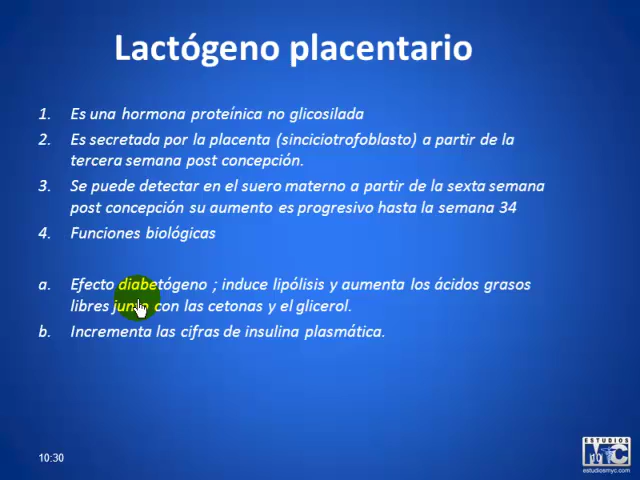 Lactógeno placentario
1. Es una hormona proteínica no glicosilada
2. Es secretada por la placenta (sinciciotrofoblasto) a partir de la
tercera semana post concepción.
3. Se puede detectar en el suero materno a partir de la sexta semana
post concepción su aumento es progresivo hasta la semana 34
4. Funciones biológicas
a. Efecto diabetógeno ; induce lipólisis y aumenta los ácidos grasos
libres junto con las cetonas y el glicerol.
b. Incrementa las cifras de insulina plasmática.
10:30
ESTUDIOS
MYC
estudiosmyc.com